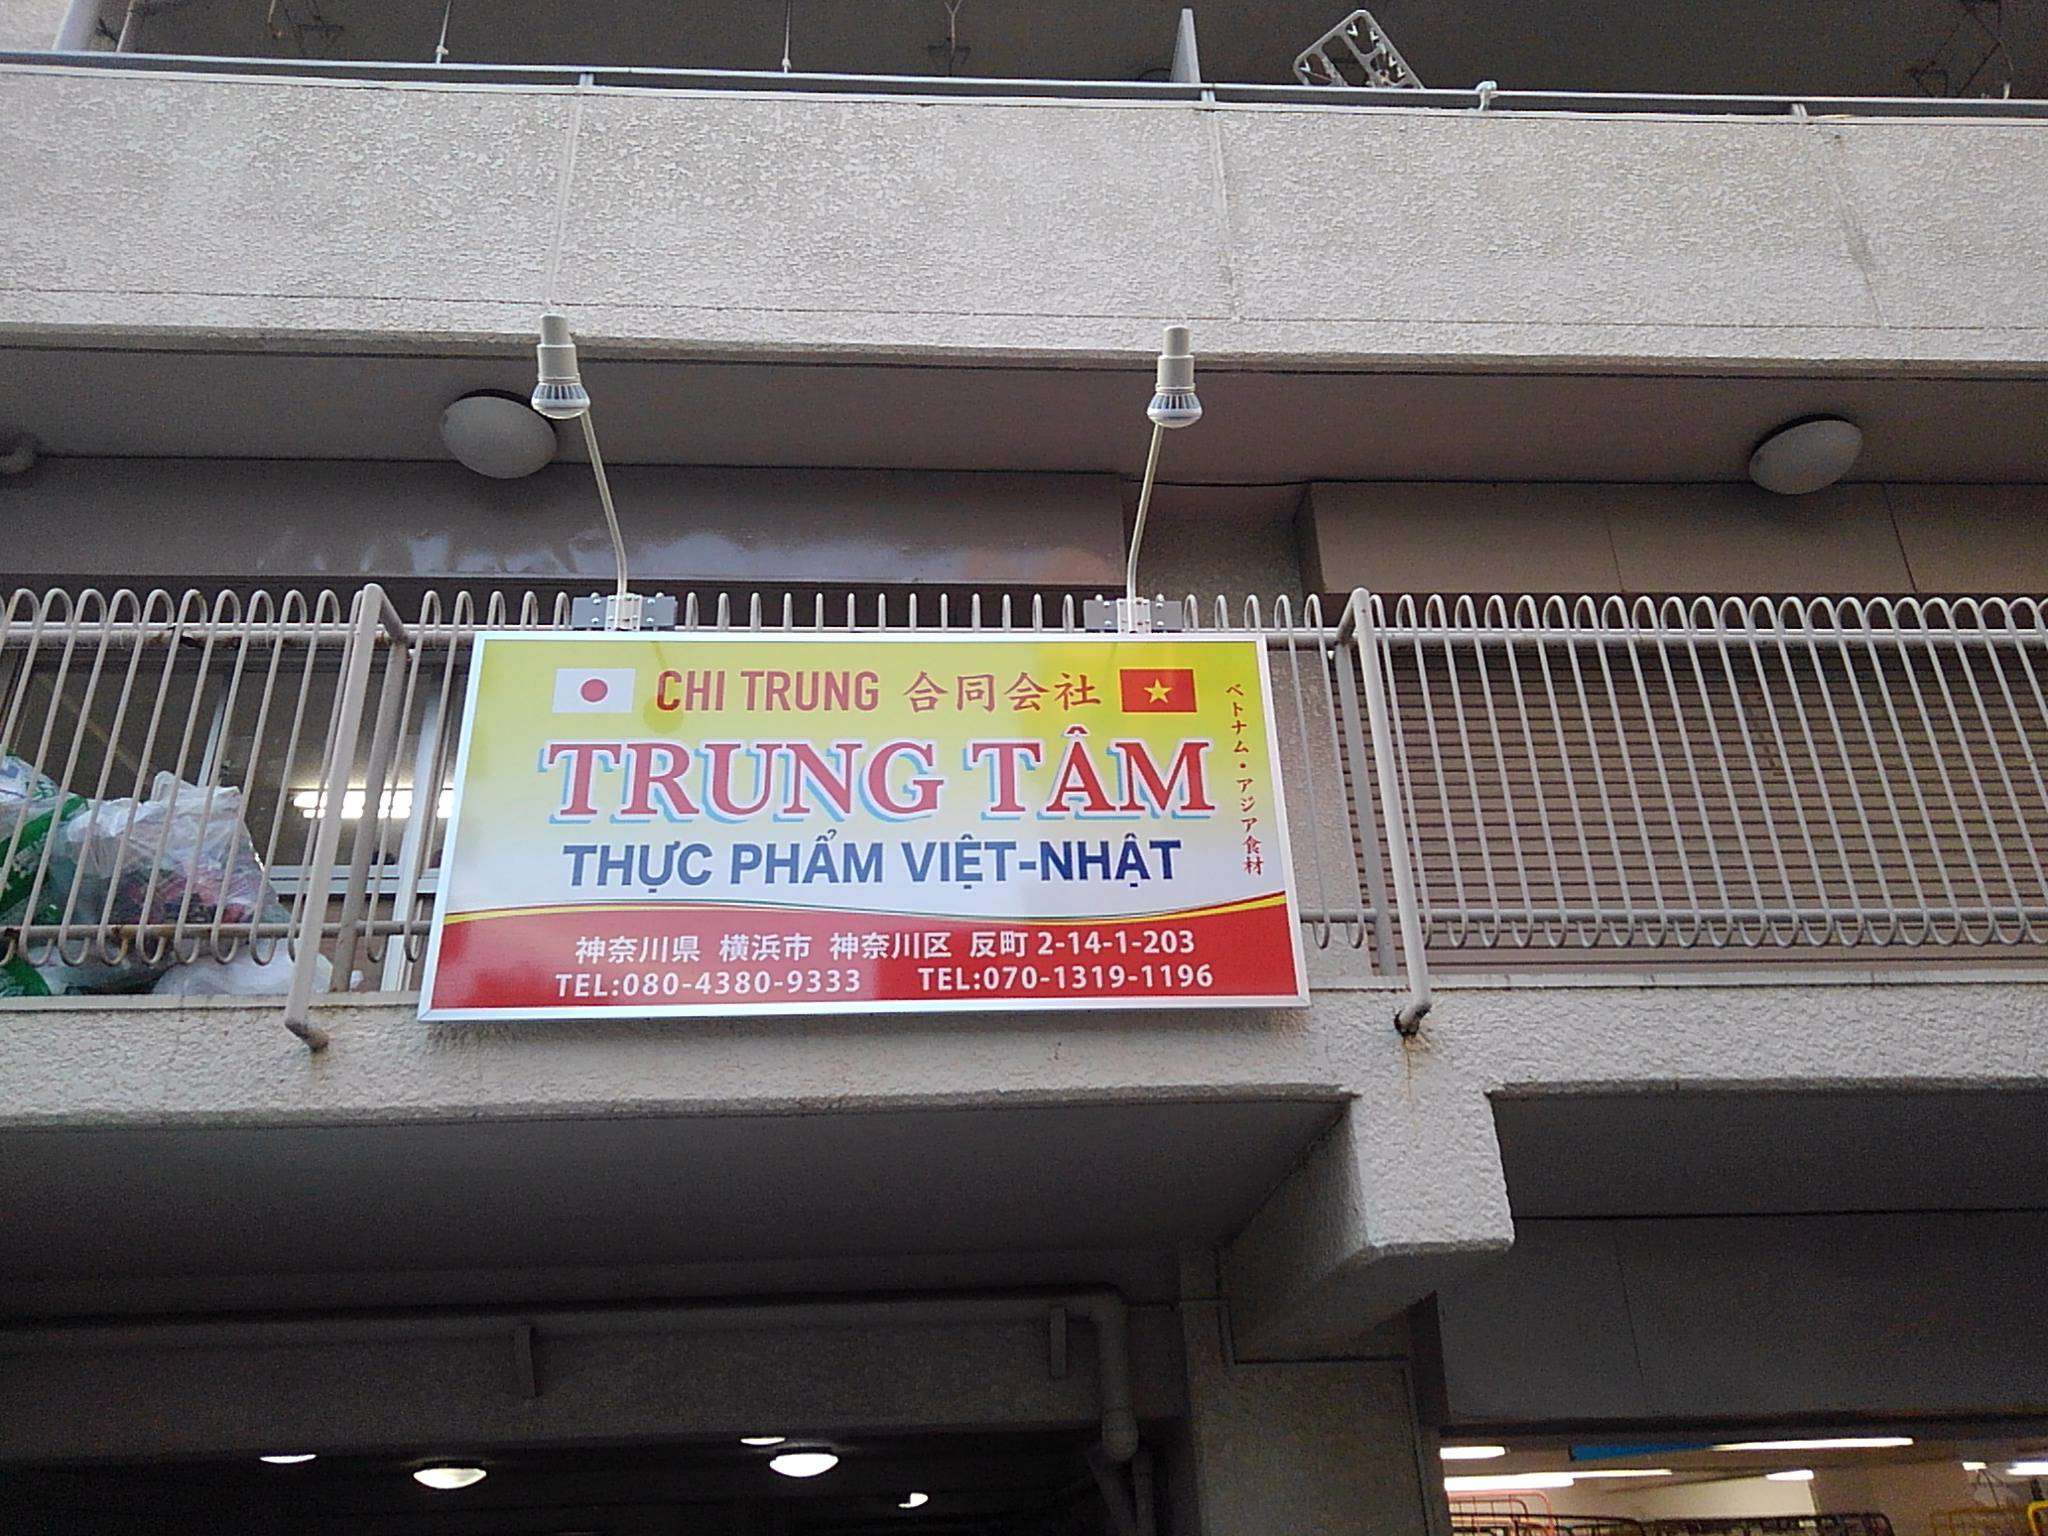 CHI TRUNG 合同会社
TRUNG TÂM
THỰC PHẨM VIỆT-NHẬT
ベトナム・アジア食材
神奈川県 横浜市 神奈川区 反町 2-14-1-203
TEL:080-4380-9333 TEL:070-1319-1196